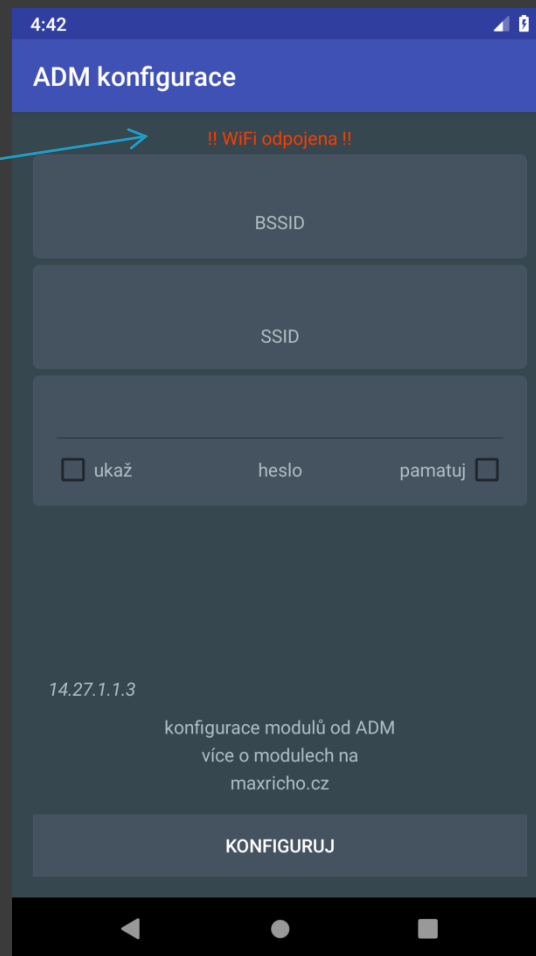 4:42
ADM konfigurace
!! WiFi odpojena !!
BSSID
SSID
ukaž heslo pamatuj
14.27.1.1.3
konfigurace modulů od ADM
více o modulech na
maxricho.cz
KONFIGURUJ